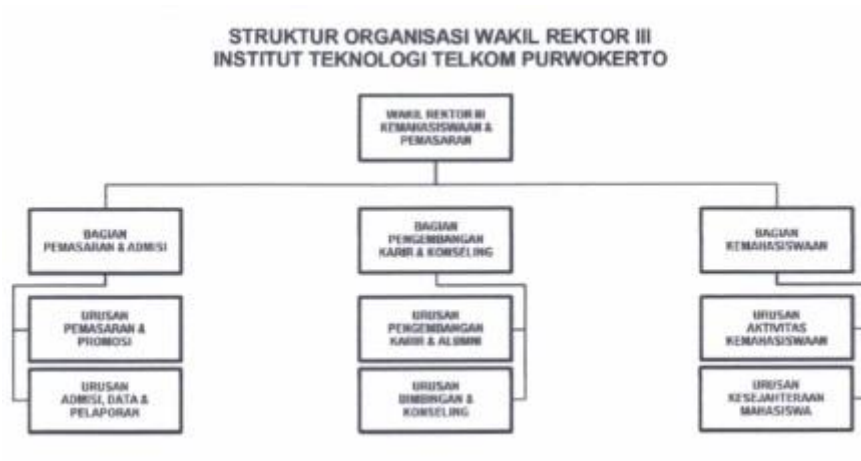 STRUKTUR ORGANISASI WAKIL REKTOR III
INSTITUT TEKNOLOGI TELKOM PURWOKERTO
WAKIL REKTOR III
KEMAHASISWAAN &
PEMASARAN
BAGIAN
PEMASARAN & ADMISI
BAGIAN
PENGEMBANGAN
KARIR & KONSELING
BAGIAN
KEMAHASISWAAN
URUSAN
PEMASARAN &
PROMOSI
URUSAN
PENGEMBANGAN
KARIR & ALUMNI
URUSAN
AKTIVITAS
KEMAHASISWAAN
URUSAN
ADMISI, DATA &
PELAPORAN
URUSAN
BIMBINGAN &
KONSELING
URUSAN
KESEJAHTERAAN
MAHASISWA